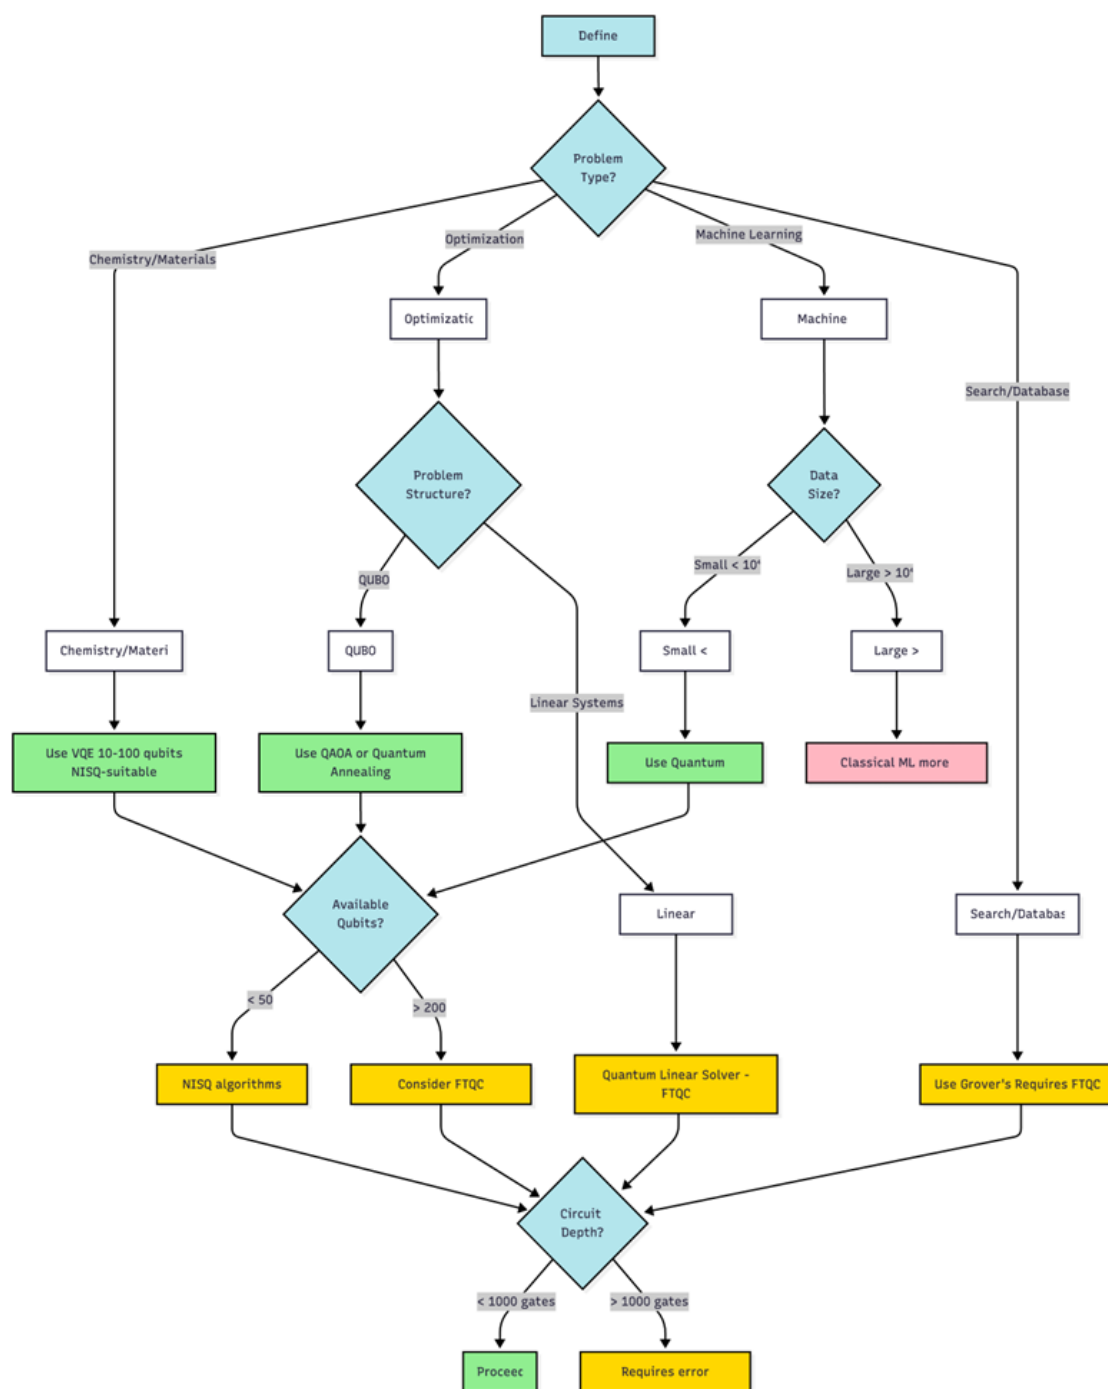 Define
Problem
Type?
Optimization
Machine Learning
Chemistry/Materials
Optimizatic
Machine
Search/Database
Problem
Structure?
Data
Size?
QUBO
Small < 10⁴
Large > 10⁴
Chemistry/Materi
QUBO
Small <
Large >
Linear Systems
Use VQE 10-100 qubits
NISQ-suitable
Use QAOA or Quantum
Annealing
Use Quantum
Classical ML more
Available
Qubits?
Linear
Search/Databas
< 50
> 200
NISQ algorithms
Consider FTQC
Quantum Linear Solver -
FTQC
Use Grover's Requires FTQC
Circuit
Depth?
< 1000 gates
> 1000 gates
Proceec
Requires error